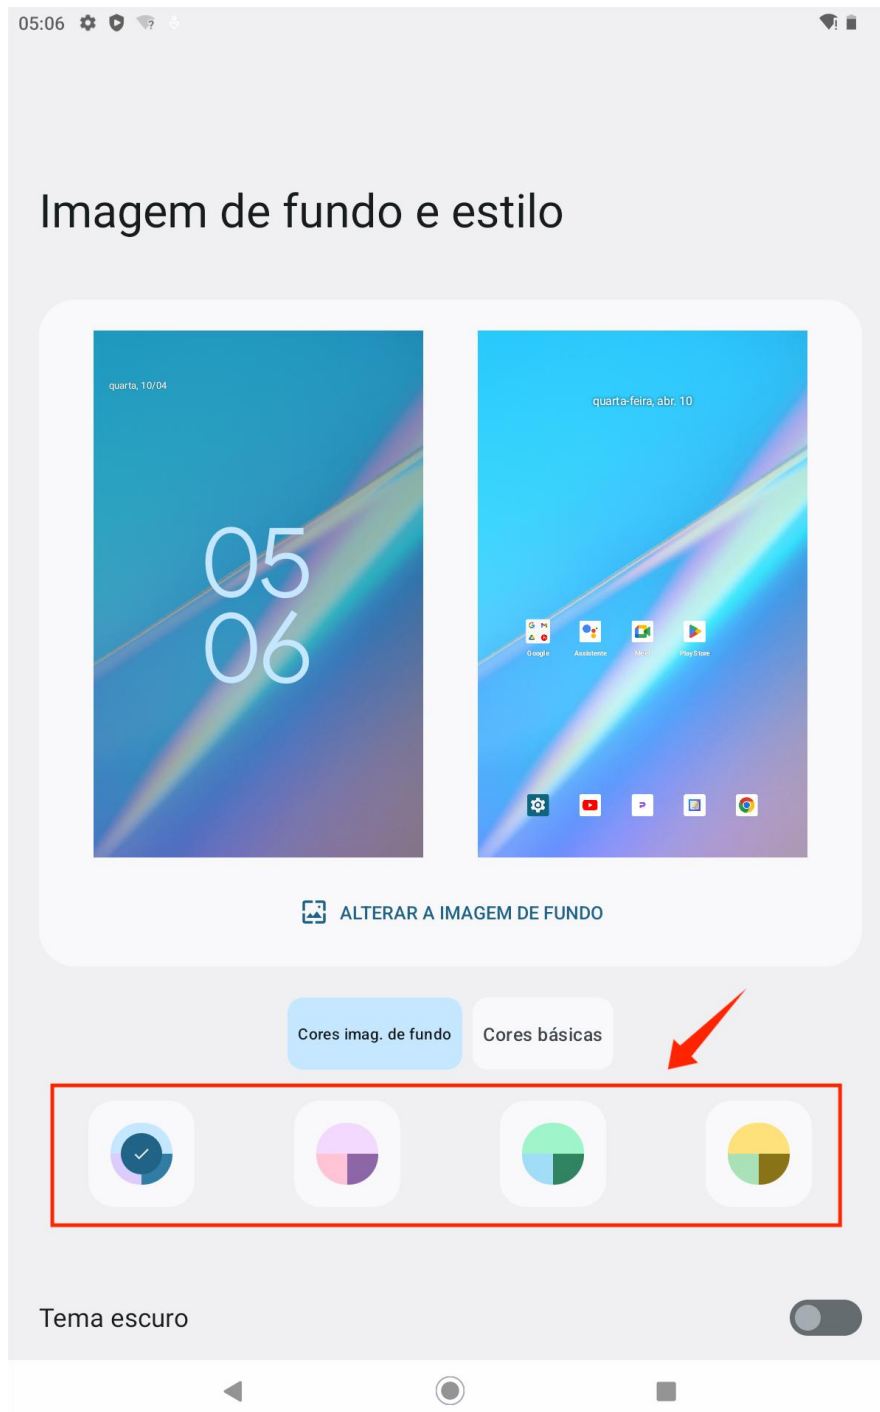 05:06
Imagem de fundo e estilo
quarta, 10/04
05
06
quarta-feira, abr. 10
Google Assistente Meet Play Store
ALTERAR A IMAGEM DE FUNDO
Cores imag. de fundo Cores básicas
Tema escuro